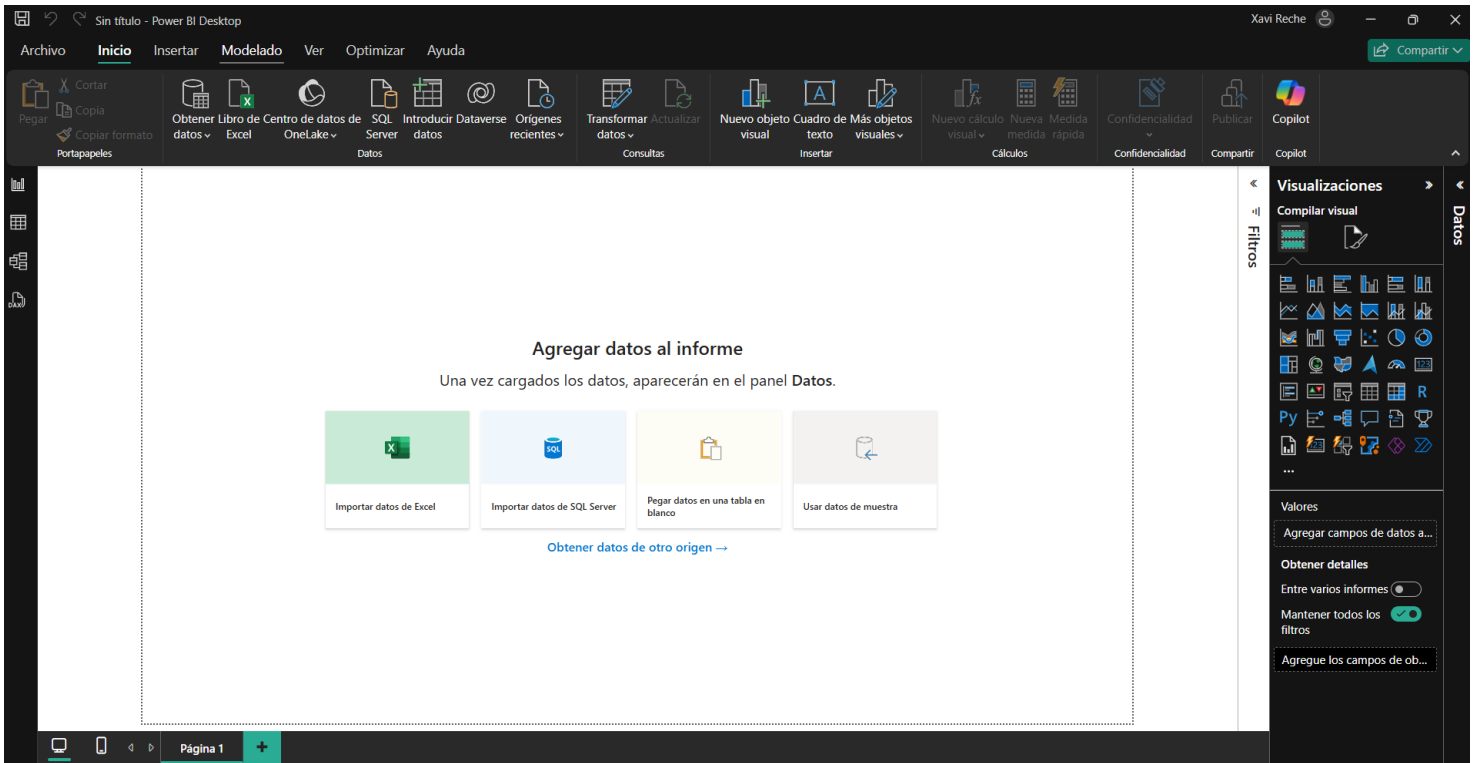 Sin título - Power BI Desktop
Xavi Reche
Archivo Inicio Insertar Modelado Ver Optimizar Ayuda
Compartir
Pegar
Cortar
Copia
Copiar formato
Portapapeles
Obtener datos
Libro de Excel
Centro de datos de OneLake
SQL Server
Introducir datos
Dataverse
Orígenes recientes
Datos
Transformar datos
Actualizar
Consultas
Nuevo objeto visual
Cuadro de texto
Más objetos visuales
Insertar
Nuevo cálculo visual
Nueva medida
Medida rápida
Cálculos
Confidencialidad
Confidencialidad
Publicar
Compartir
Copilot
Copilot
DAX
Filtros
Visualizaciones
Datos
Compilar visual
123
R
Py
123
Agregar datos al informe
Una vez cargados los datos, aparecerán en el panel Datos.
SQL
Importar datos de Excel
Importar datos de SQL Server
Pegar datos en una tabla en
blanco
Usar datos de muestra
Obtener datos de otro origen →
Valores
Agregar campos de datos a...
Obtener detalles
Entre varios informes
Mantener todos los
filtros
Agregue los campos de ob...
Página 1